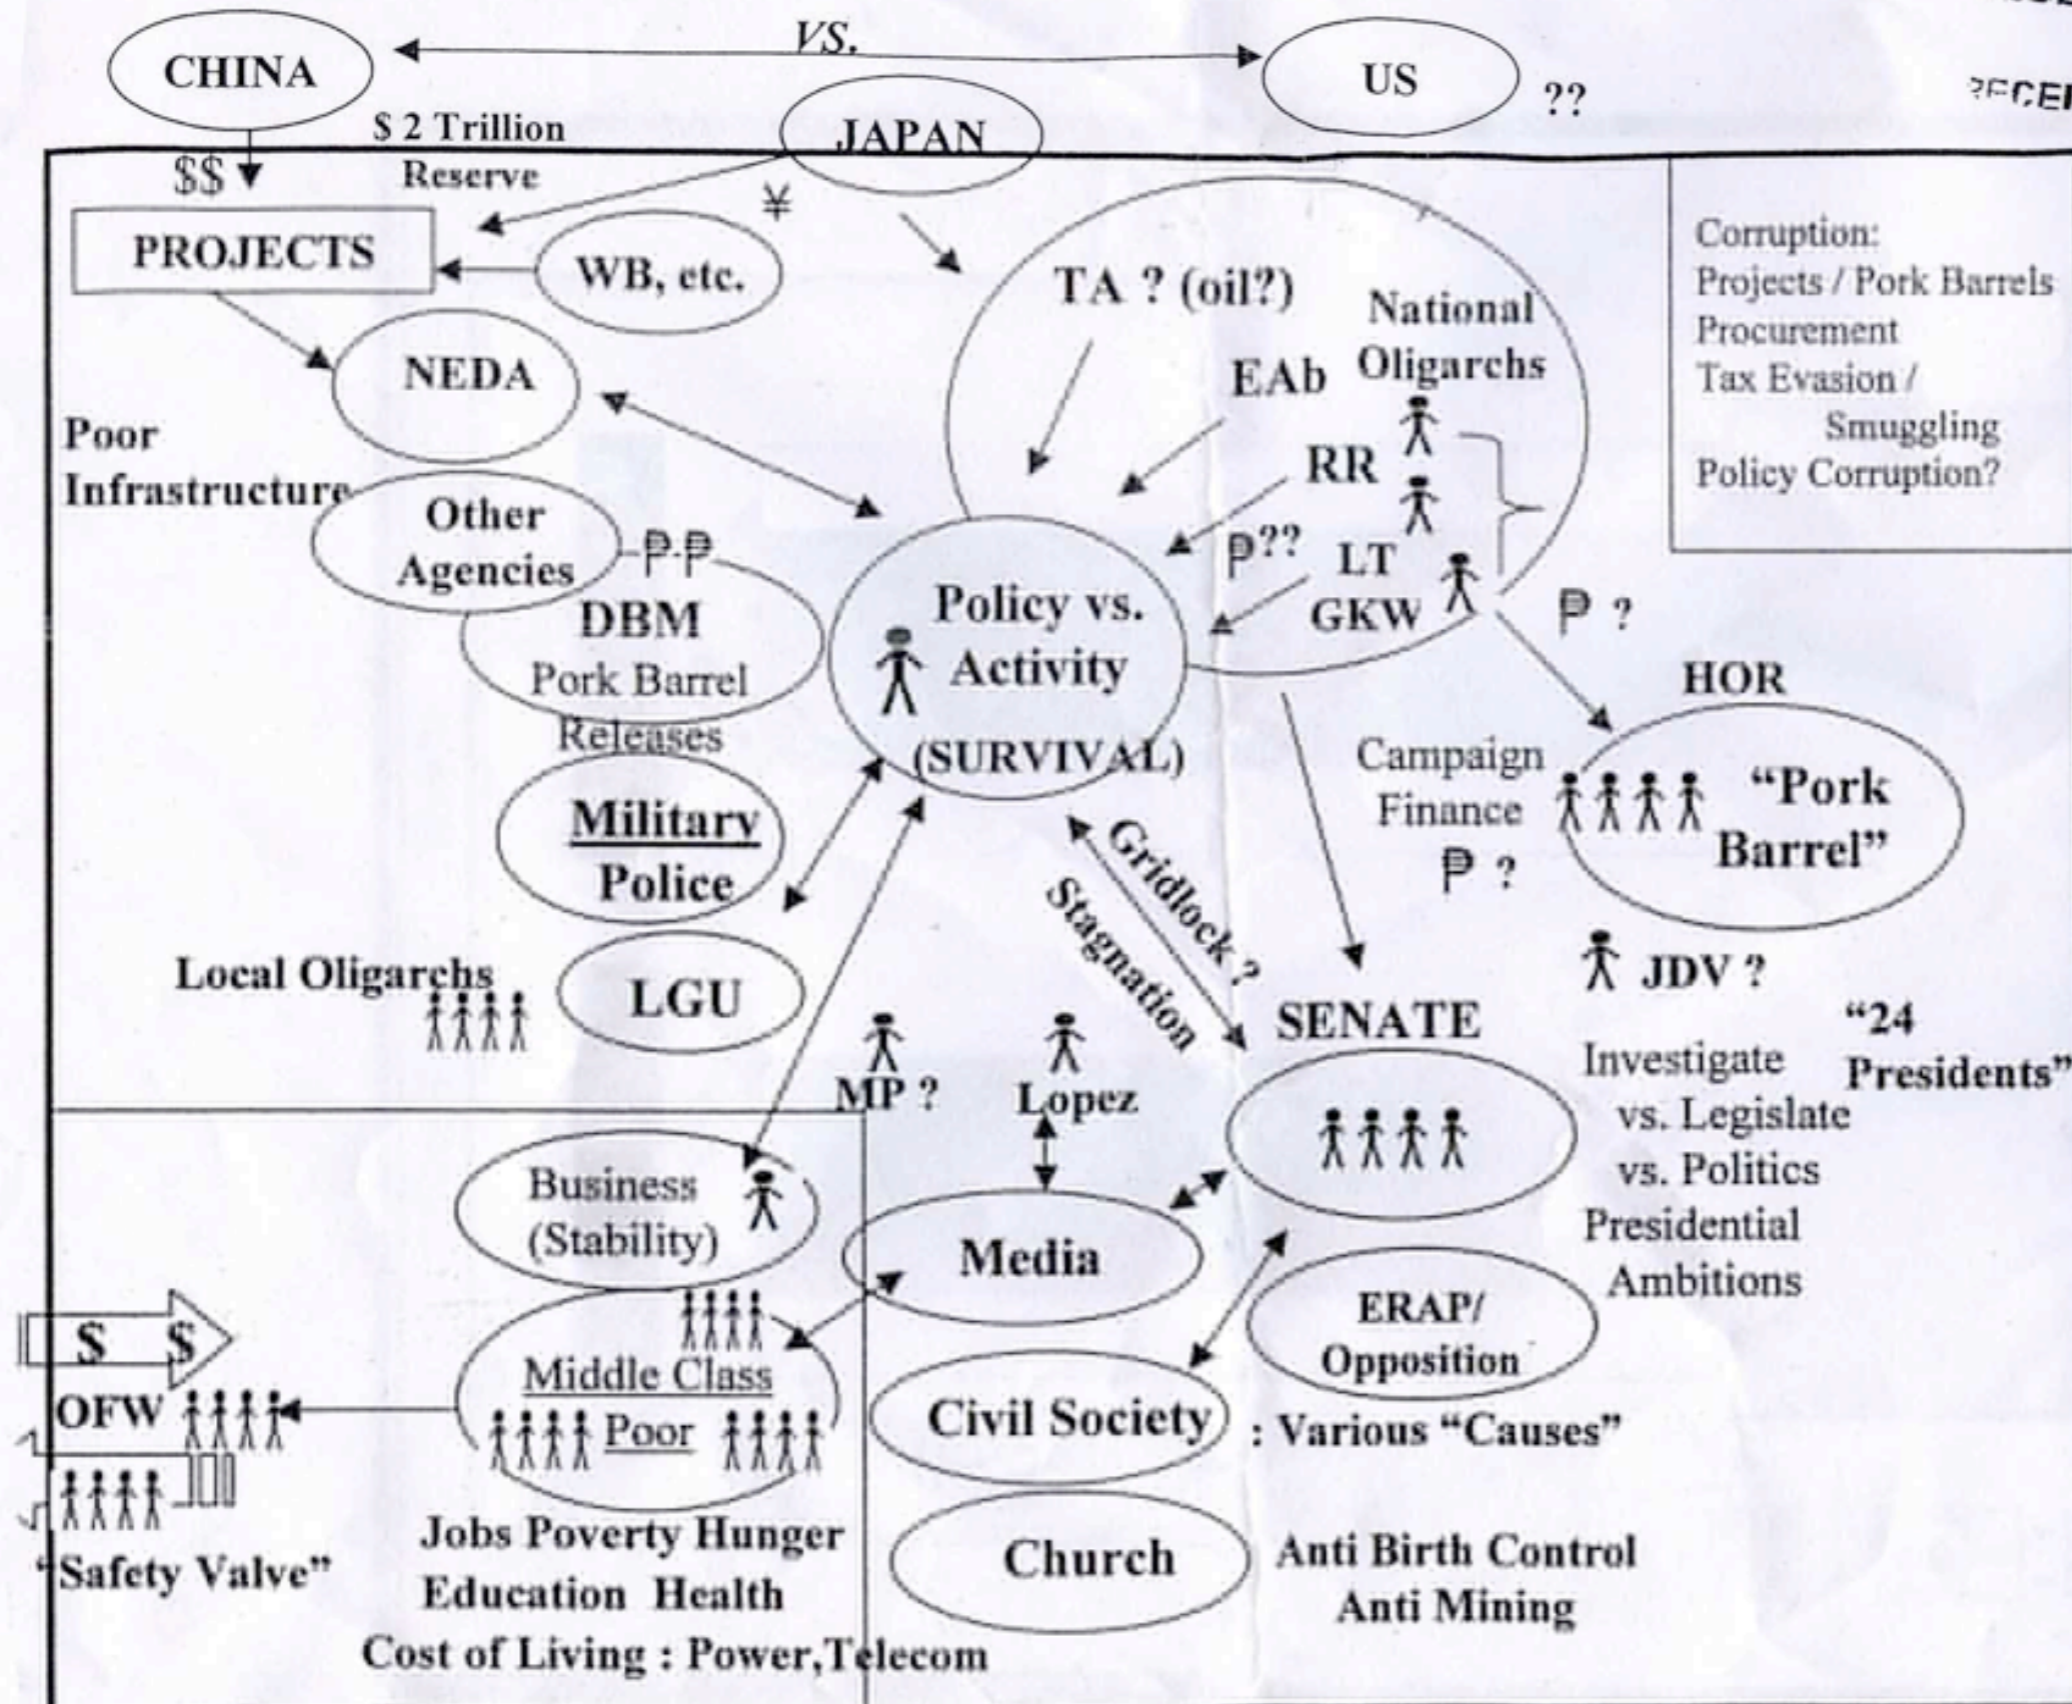 CHINA
VS.
US
??
$ 2 Trillion
Reserve
JAPAN
$$
¥
PROJECTS
WB, etc.
TA ? (oil?)
National
Oligarchs
EAb
RR
₱??
LT
GKW
Corruption:
Projects / Pork Barrels
Procurement
Tax Evasion /
Smuggling
Policy Corruption?
NEDA
Poor
Infrastructure
Other
Agencies
₱-₱
DBM
Pork Barrel
Releases
Policy vs.
Activity
(SURVIVAL)
₱ ?
HOR
Campaign
Finance
₱ ?
“Pork
Barrel”
Military
Police
Gridlock ?
Stagnation
JDV ?
Local Oligarchs
LGU
MP ?
Lopez
SENATE
“24
Presidents”
Investigate
vs. Legislate
vs. Politics
Presidential
Ambitions
Business
(Stability)
Media
ERAP/
Opposition
$ $
OFW
Middle Class
Poor
Civil Society
: Various “Causes”
“Safety Valve”
Jobs Poverty Hunger
Education Health
Cost of Living : Power,Telecom
Church
Anti Birth Control
Anti Mining